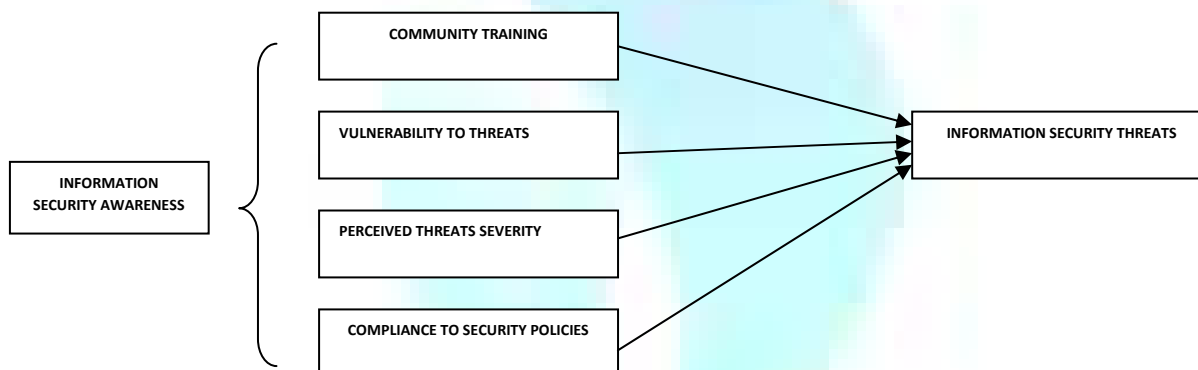 COMMUNITY TRAINING
VULNERABILITY TO THREATS
INFORMATION SECURITY THREATS
INFORMATION
SECURITY AWARENESS
PERCEIVED THREATS SEVERITY
COMPLIANCE TO SECURITY POLICIES